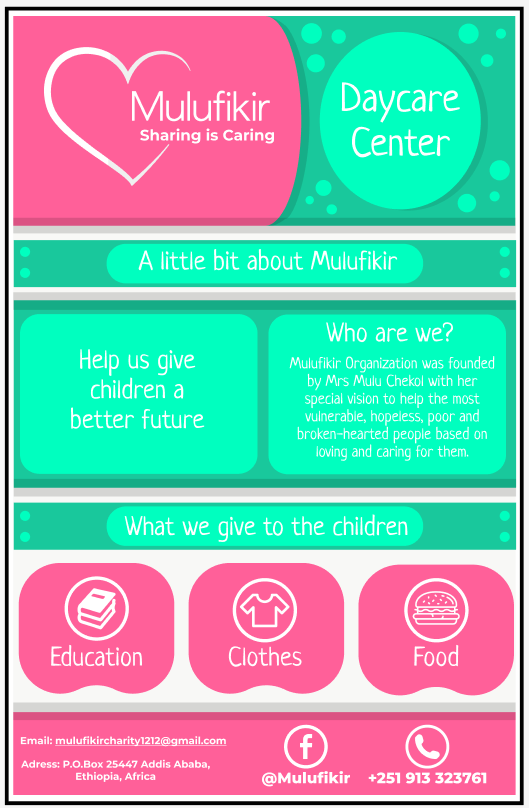 Mulufikir
Sharing is Caring
Daycare
Center
A little bit about Mulufikir
Help us give
children a
better future
Who are we?
Mulufikir Organization was founded
by Mrs Mulu Chekol with her
special vision to help the most
vulnerable, hopeless, poor and
broken-hearted people based on
loving and caring for them.
What we give to the children
Education
Clothes
Food
Email: mulufikircharity1212@gmail.com
Adress: P.O.Box 25447 Addis Ababa,
Ethiopia, Africa
@Mulufikir
+251 913 323761